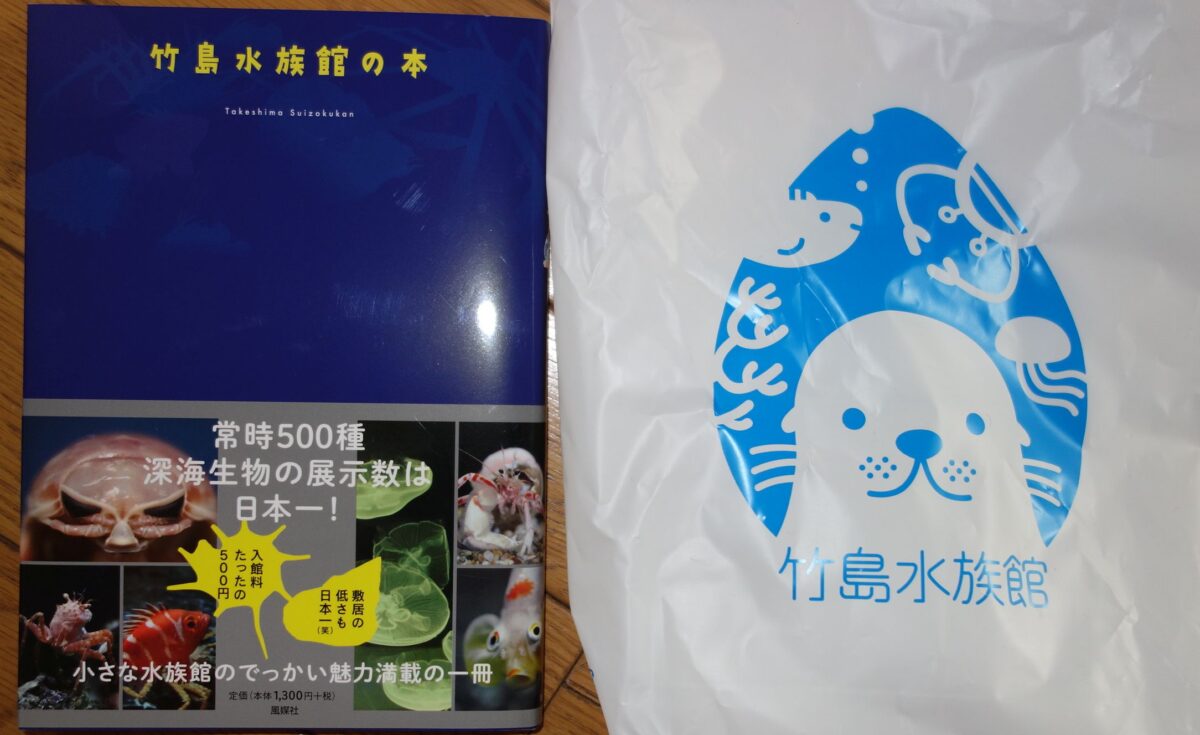 竹島水族館の本
Takeshima Suizokukan
常時500種
深海生物の展示数は
日本一！
入館料
たったの
500円
敷居の
低さも
日本一(笑)
小さな水族館のでっかい魅力満載の一冊
定価（本体1,300円+税）
風媒社
竹島水族館